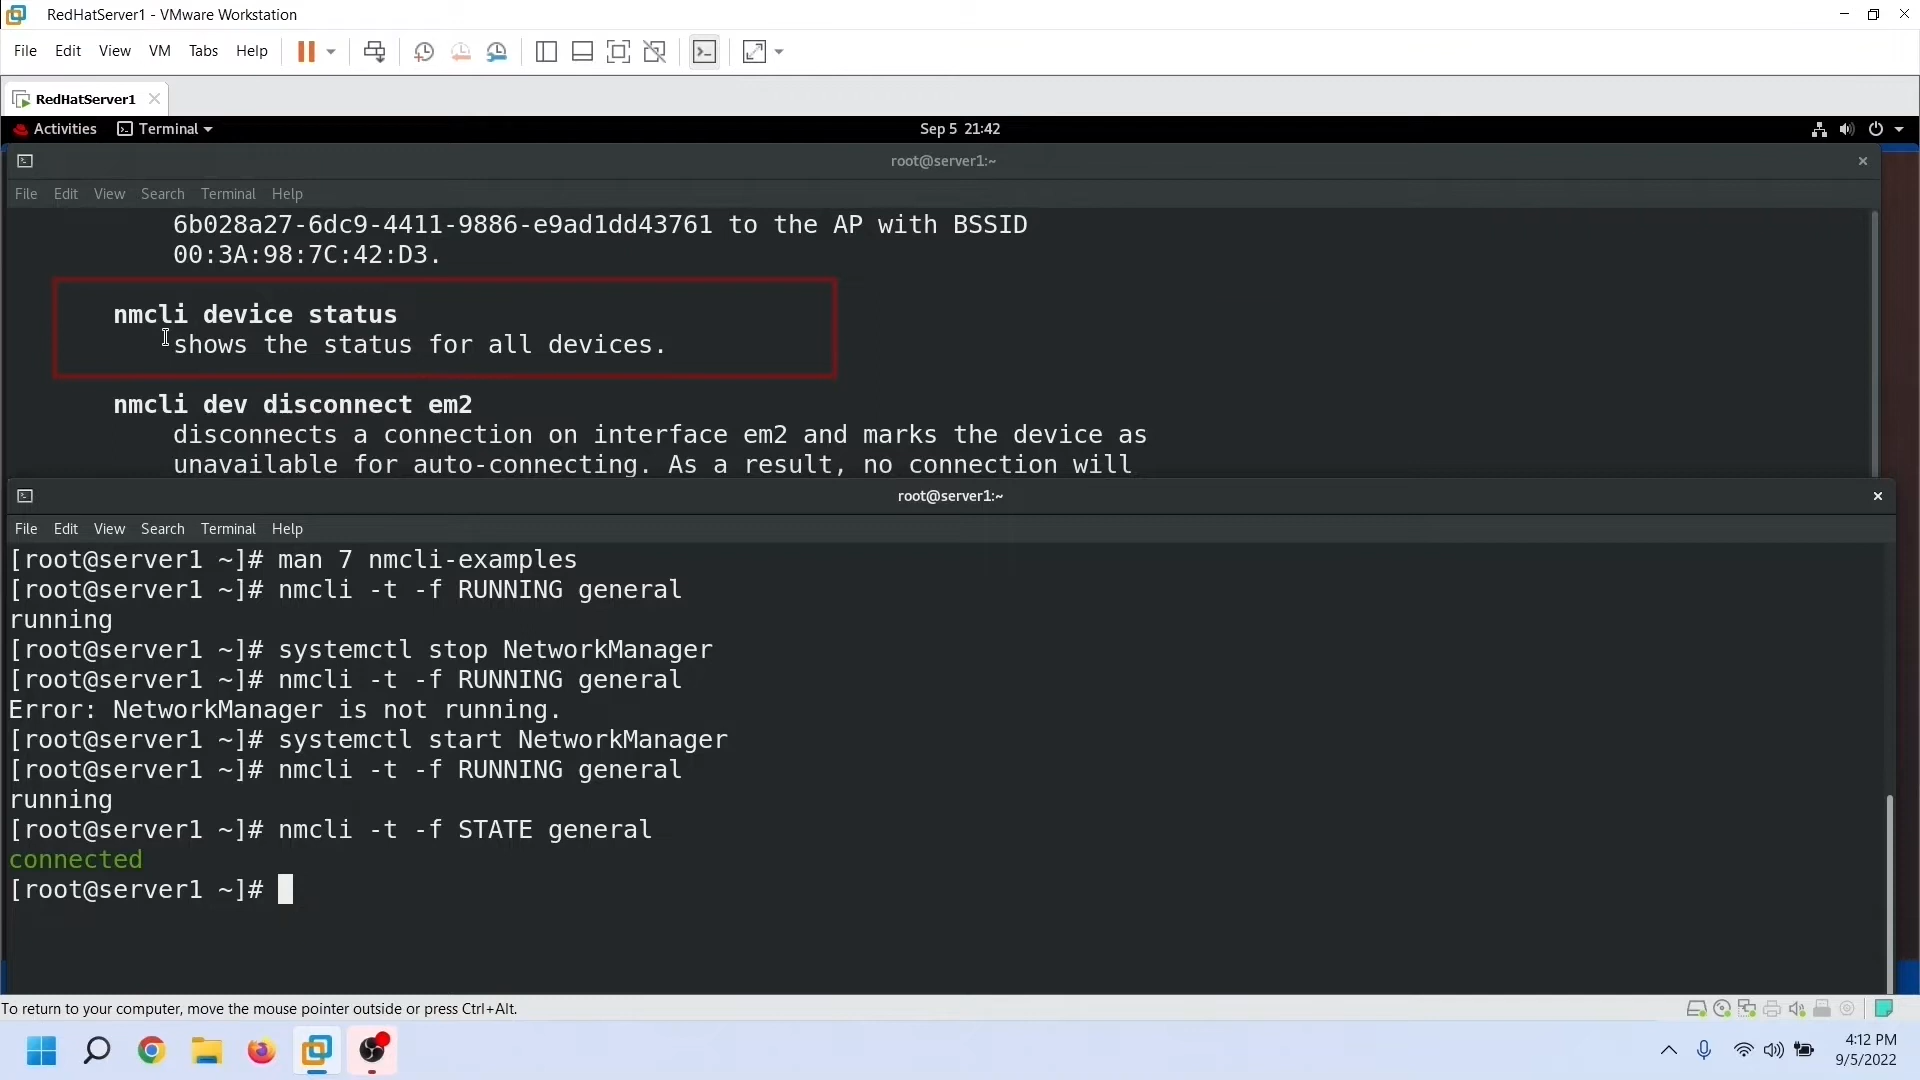 RedHatServer1 - VMware Workstation
File Edit View VM Tabs Help
RedHatServer1
Activities Terminal Sep 5 21:42
root@server1:~
File Edit View Search Terminal Help
6b028a27-6dc9-4411-9886-e9ad1dd43761 to the AP with BSSID
00:3A:98:7C:42:D3.
nmcli device status
shows the status for all devices.
nmcli dev disconnect em2
disconnects a connection on interface em2 and marks the device as
unavailable for auto-connecting. As a result, no connection will
root@server1:~
File Edit View Search Terminal Help
[root@server1 ~]# man 7 nmcli-examples
[root@server1 ~]# nmcli -t -f RUNNING general
running
[root@server1 ~]# systemctl stop NetworkManager
[root@server1 ~]# nmcli -t -f RUNNING general
Error: NetworkManager is not running.
[root@server1 ~]# systemctl start NetworkManager
[root@server1 ~]# nmcli -t -f RUNNING general
running
[root@server1 ~]# nmcli -t -f STATE general
connected
[root@server1 ~]#
To return to your computer, move the mouse pointer outside or press Ctrl+Alt.
4:12 PM
9/5/2022